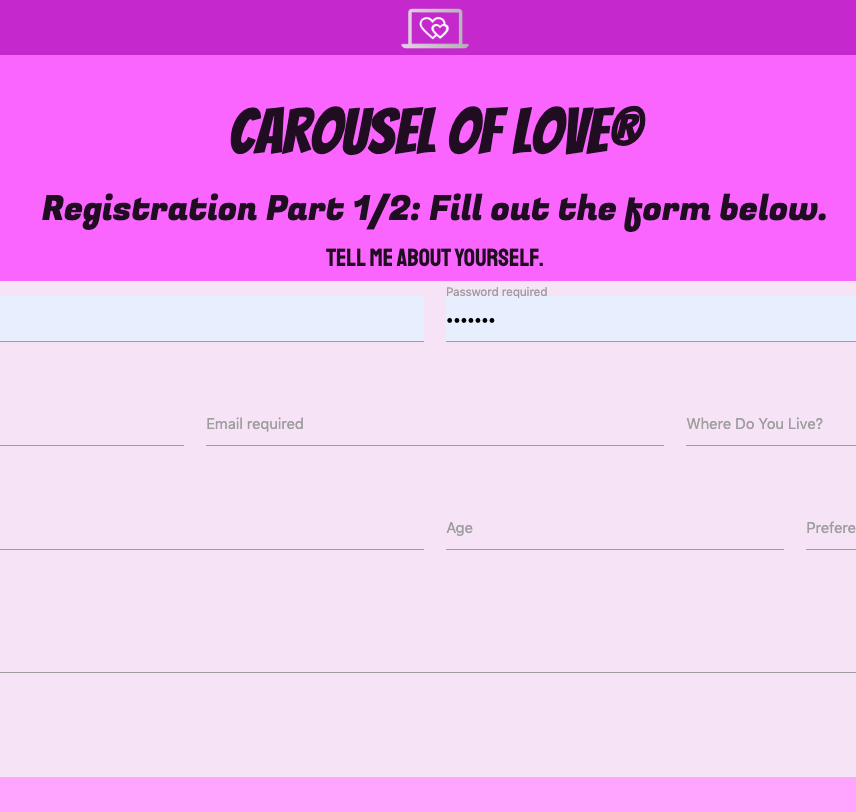 CAROUSEL OF LOVE®
Registration Part 1/2: Fill out the form below.
TELL ME ABOUT YOURSELF.
Password required
•••••••
Email required
Where Do You Live?
Age
Prefere